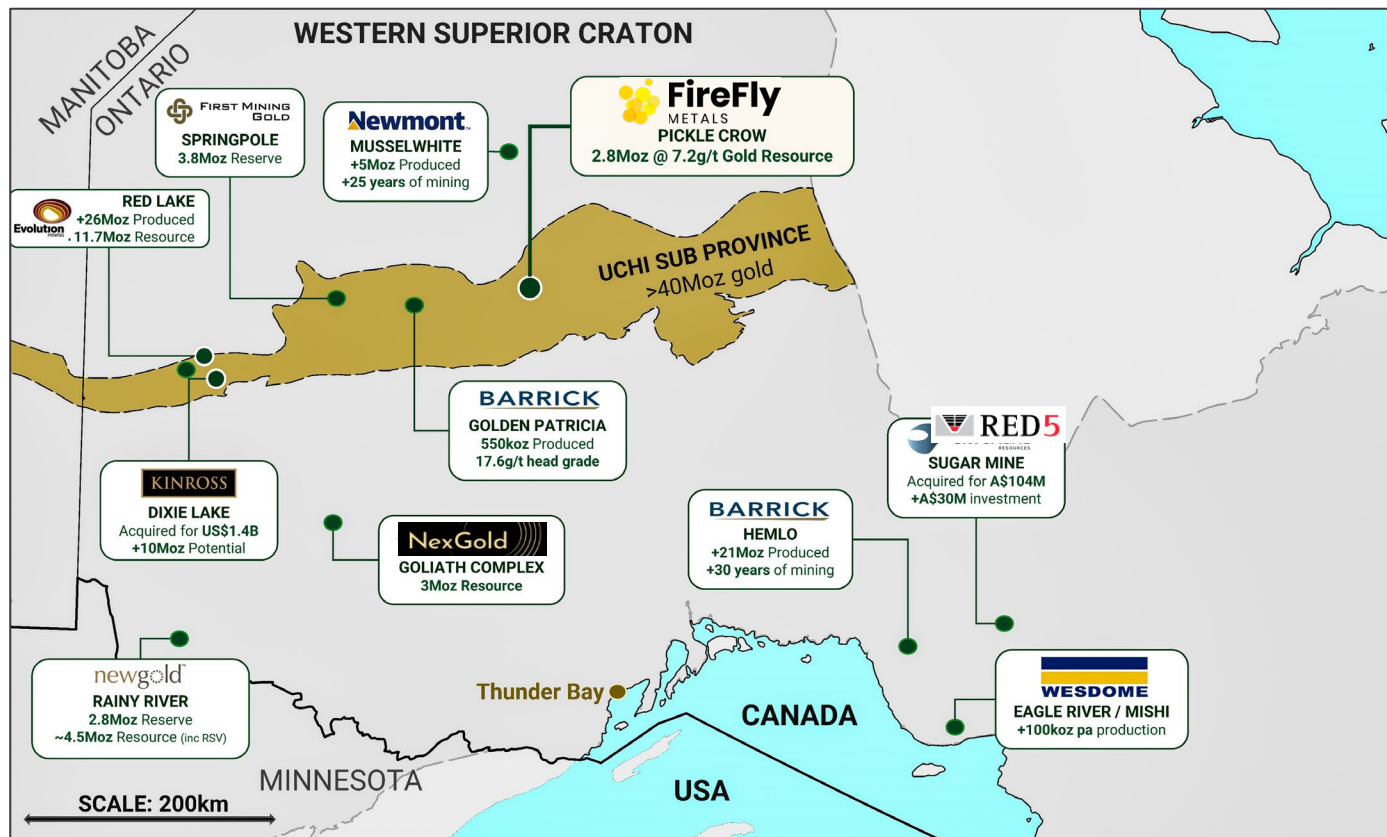 WESTERN SUPERIOR CRATON
MANITOBA
ONTARIO
FIRST MINING
GOLD
SPRINGPOLE
3.8Moz Reserve
Newmont™
MUSSELWHITE
+5Moz Produced
+25 years of mining
FireFly
METALS
PICKLE CROW
2.8Moz @ 7.2g/t Gold Resource
Evolution
MINING
RED LAKE
+26Moz Produced
11.7Moz Resource
UCHI SUB PROVINCE
>40Moz gold
BARRICK
GOLDEN PATRICIA
550koz Produced
17.6g/t head grade
KINROSS
DIXIE LAKE
Acquired for US$1.4B
+10Moz Potential
NexGold
GOLIATH COMPLEX
3Moz Resource
BARRICK
HEMLO
+21Moz Produced
+30 years of mining
RED5
RESOURCES
SUGAR MINE
Acquired for A$104M
+A$30M investment
newgold™
RAINY RIVER
2.8Moz Reserve
~4.5Moz Resource (inc RSV)
Thunder Bay
WESDOME
EAGLE RIVER / MISHI
+100koz pa production
CANADA
USA
MINNESOTA
SCALE: 200km